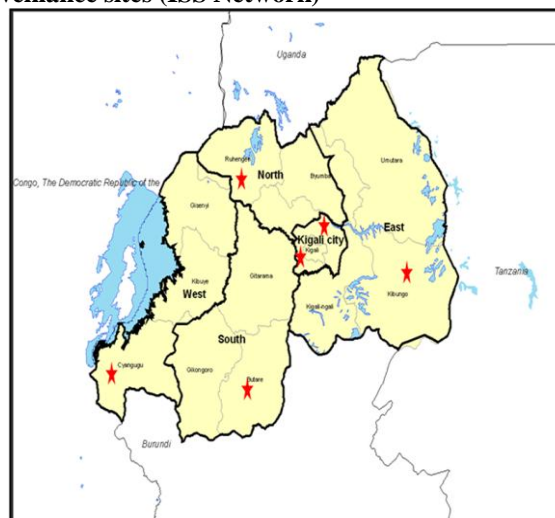 veillance sites (ISS Network)
Uganda
Congo, The Democratic Republic of the
Ruhengeri
North
Byumba
Umutara
Gisenyi
Kigali city
Kigali
East
Tanzania
Gitarama
Kibuye
West
Kibungo
Kigali-ngali
South
Cyangugu
Gikongoro
Butare
Burundi